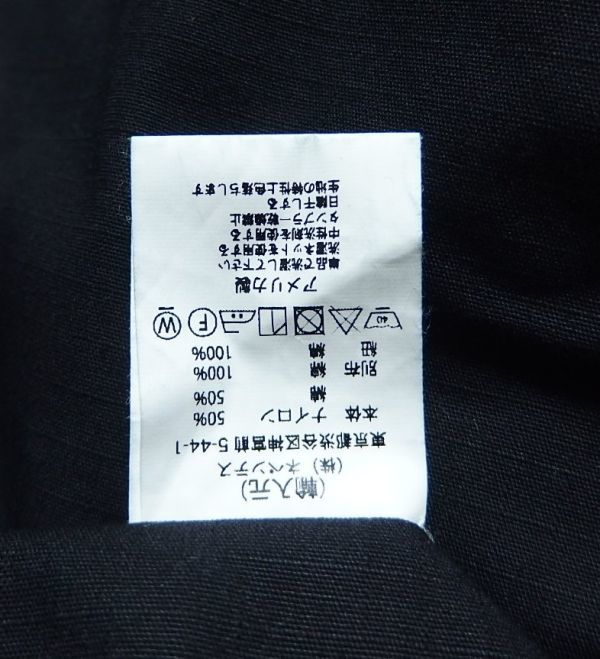 (輸入元)
(株) ネペンテス
東京都渋谷区神宮前 5-44-1
本体 ナイロン 50%
綿 50%
別布 綿 100%
紐 綿 100%
40 F W
アメリカ製
単品で洗濯して下さい
洗濯ネットを使用する
中性洗剤を使用する
タンブラー乾燥禁止
日陰干しする
生地の特性上色落ちします